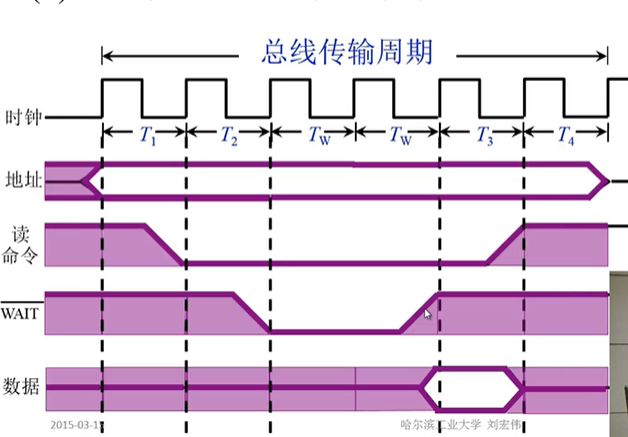 总线传输周期
时钟
T1 T2 TW TW T3 T4
地址
读
命令
WAIT
数据
2015-03-1
哈尔滨工业大学 刘宏伟